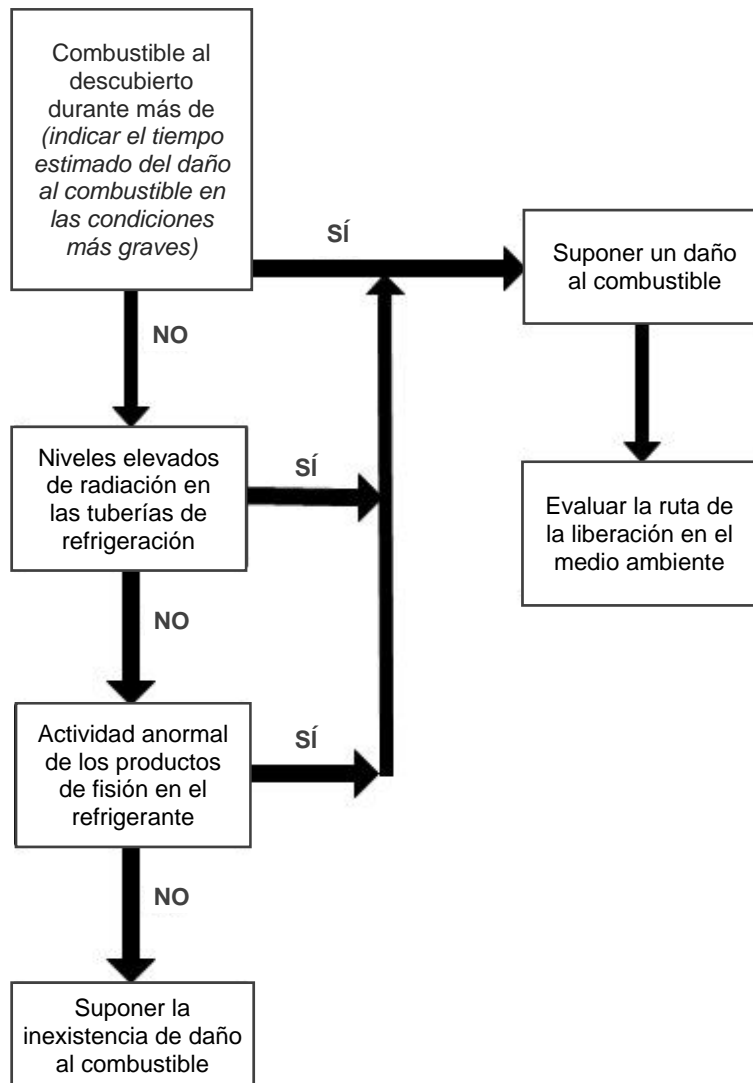 Combustible al
descubierto
durante más de
(indicar el tiempo
estimado del daño
al combustible en
las condiciones
más graves)
SÍ
Suponer un daño
al combustible
NO
Niveles elevados
de radiación en
las tuberías de
refrigeración
SÍ
Evaluar la ruta de
la liberación en el
medio ambiente
NO
Actividad anormal
de los productos
de fisión en el
refrigerante
SÍ
NO
Suponer la
inexistencia de daño
al combustible